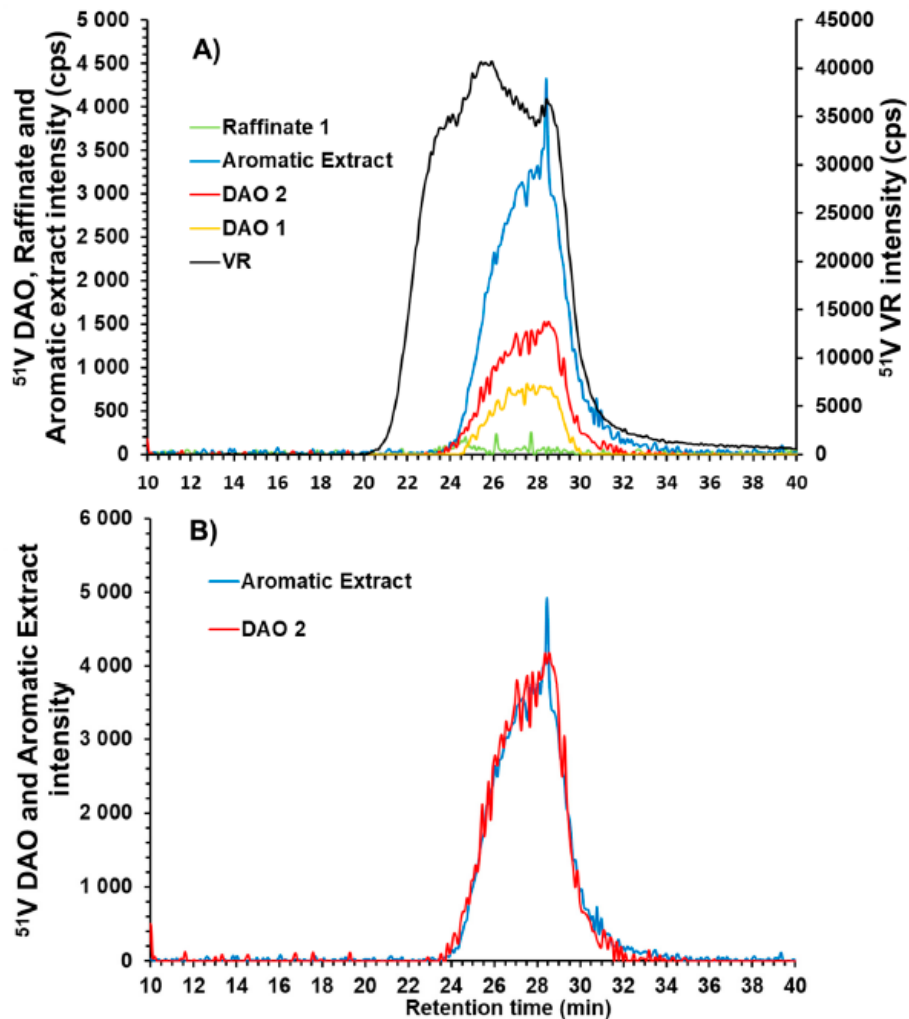 A)
⁵¹V DAO, Raffinate and
Aromatic extract intensity (cps)
5 000
4 500
4 000
3 500
3 000
2 500
2 000
1 500
1 000
500
0
Raffinate 1
Aromatic Extract
DAO 2
DAO 1
VR
45000
40000
35000
30000
25000
20000
15000
10000
5000
0
⁵¹V VR intensity (cps)
10 12 14 16 18 20 22 24 26 28 30 32 34 36 38 40
B)
⁵¹V DAO and Aromatic Extract
intensity
6 000
5 000
4 000
3 000
2 000
1 000
0
Aromatic Extract
DAO 2
10 12 14 16 18 20 22 24 26 28 30 32 34 36 38 40
Retention time (min)